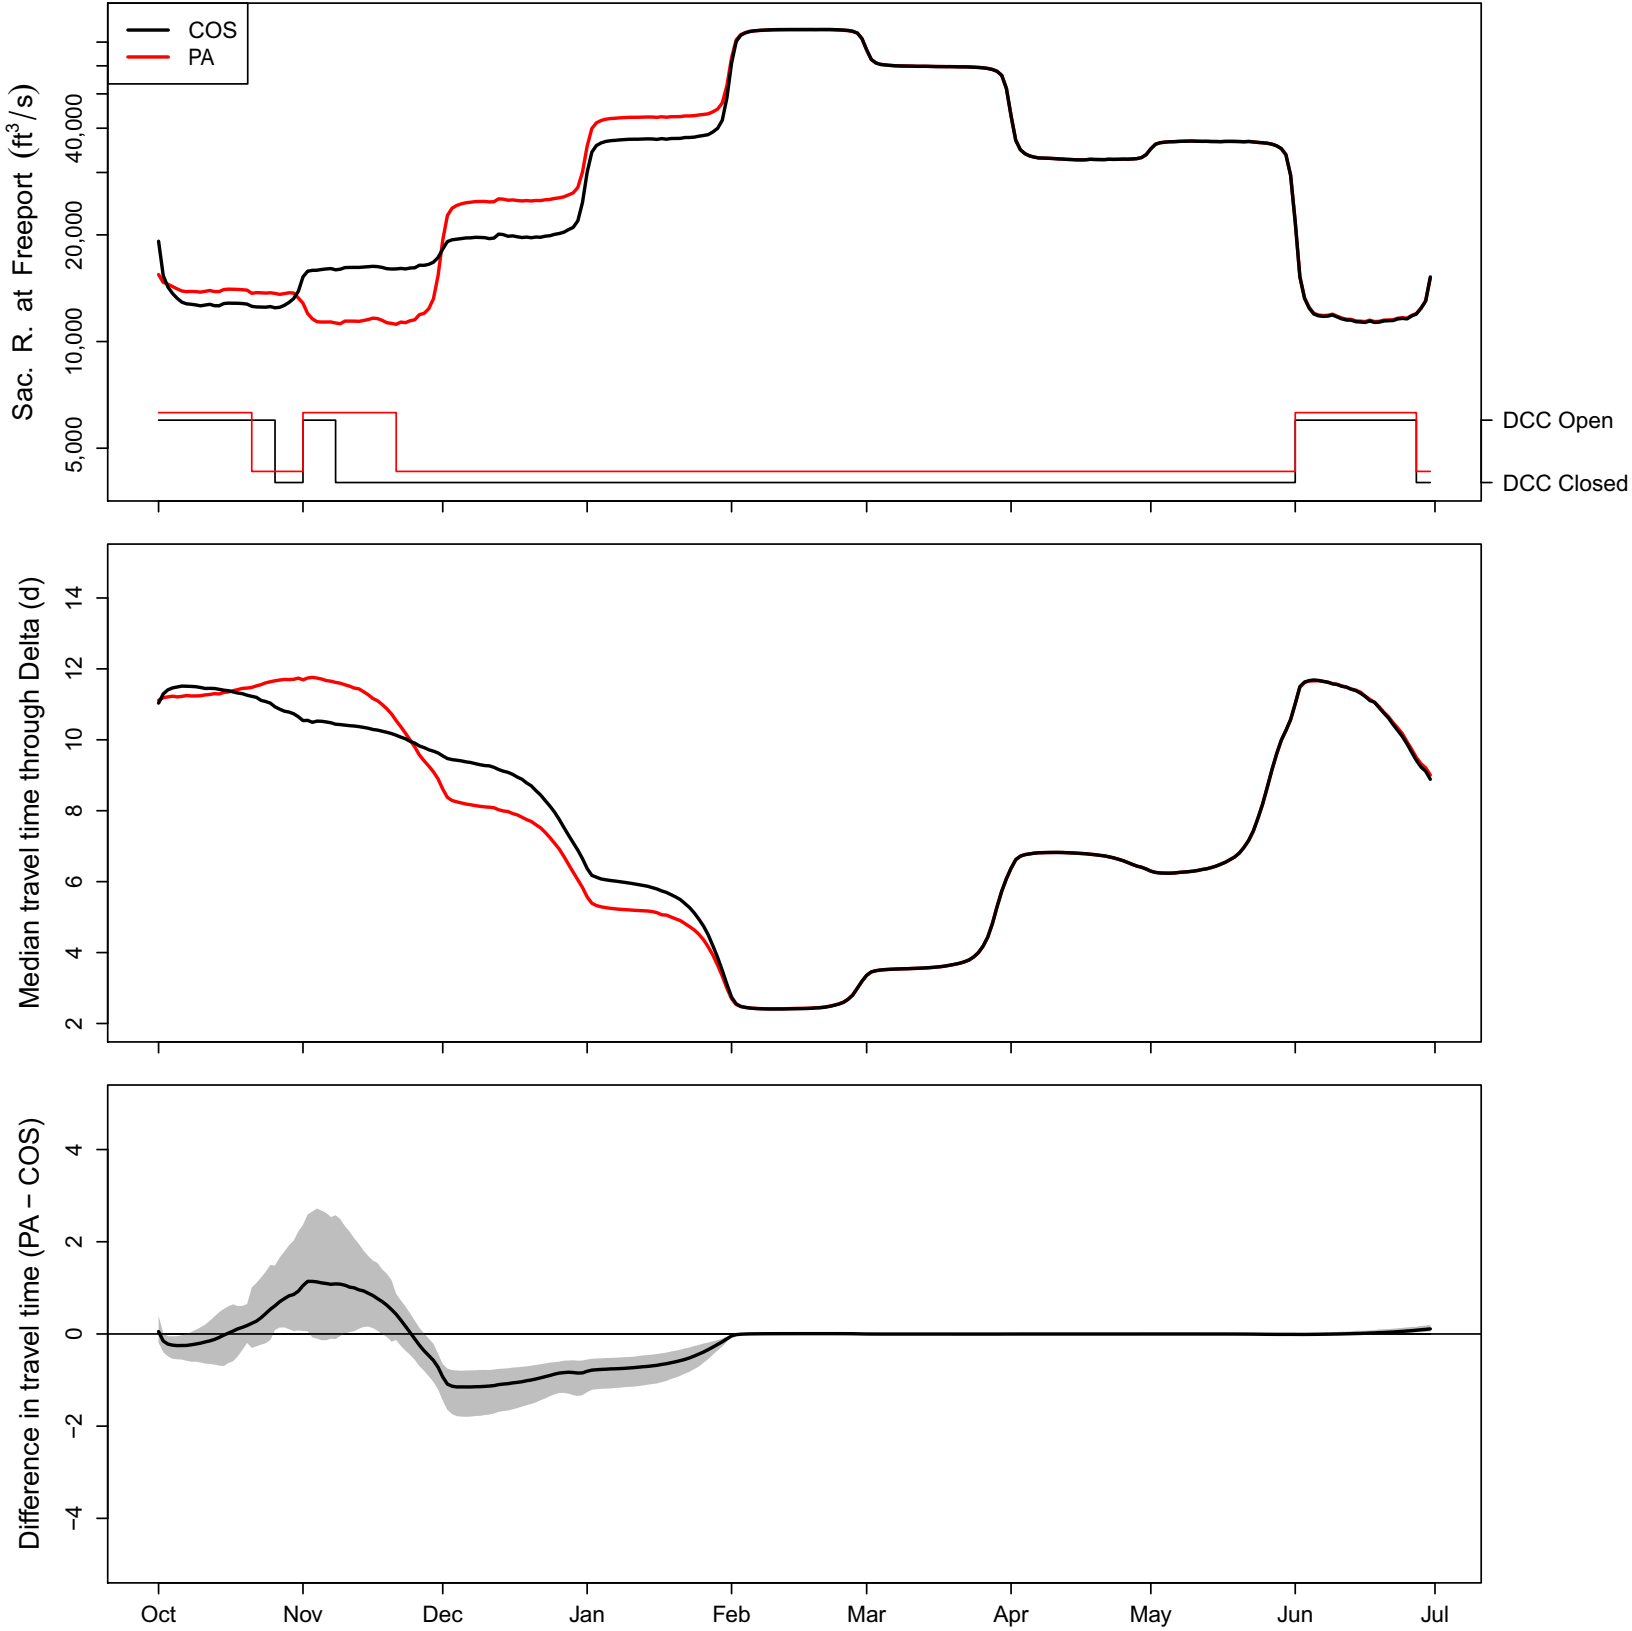 COS
PA
Sac. R. at Freeport (ft³/s)
40,000
20,000
10,000
5,000
DCC Open
DCC Closed
Median travel time through Delta (d)
14
12
10
8
6
4
2
Difference in travel time (PA − COS)
4
2
0
−2
−4
Oct Nov Dec Jan Feb Mar Apr May Jun Jul